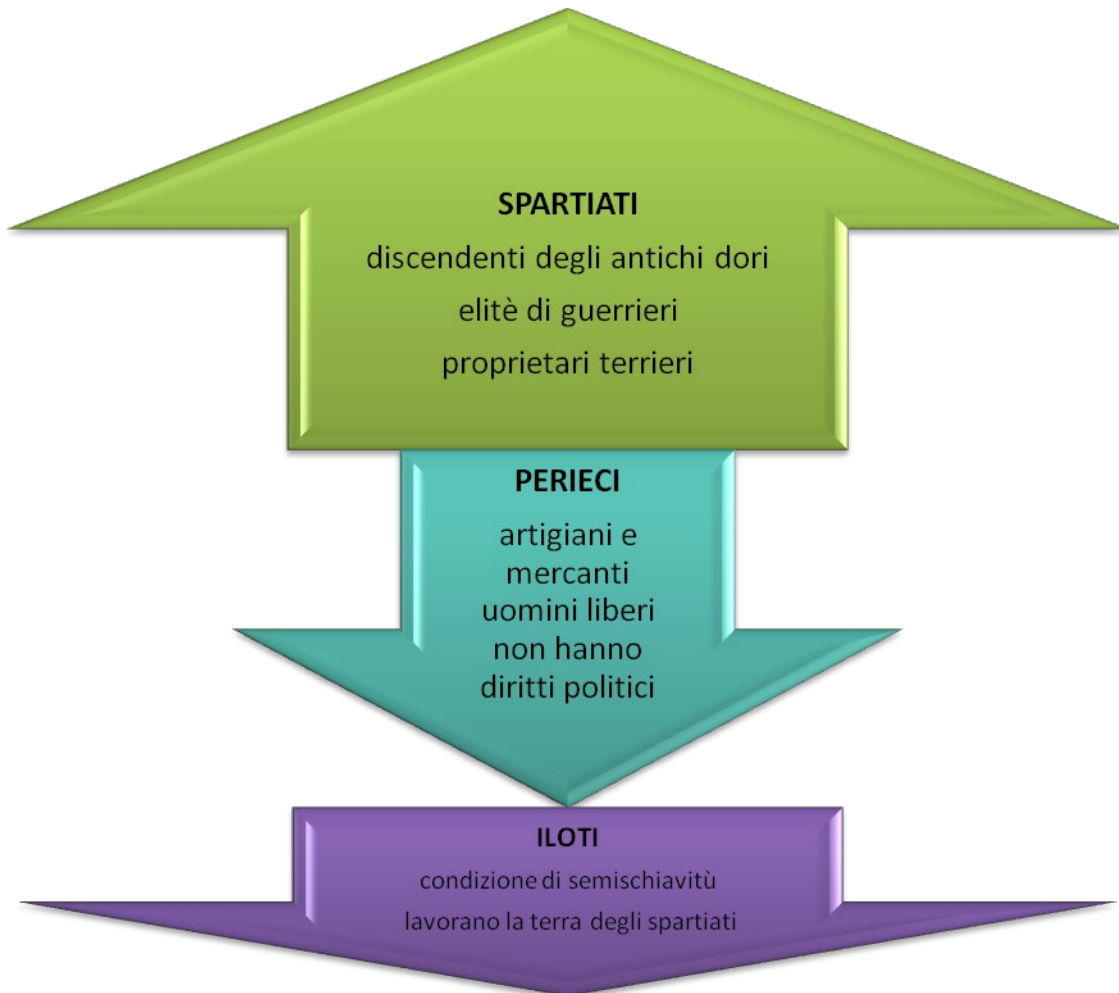 SPARTIATI
discendenti degli antichi dori
elitè di guerrieri
proprietari terrieri
PERIECI
artigiani e
mercanti
uomini liberi
non hanno
diritti politici
ILOTI
condizione di semischiavitù
lavorano la terra degli spartiati